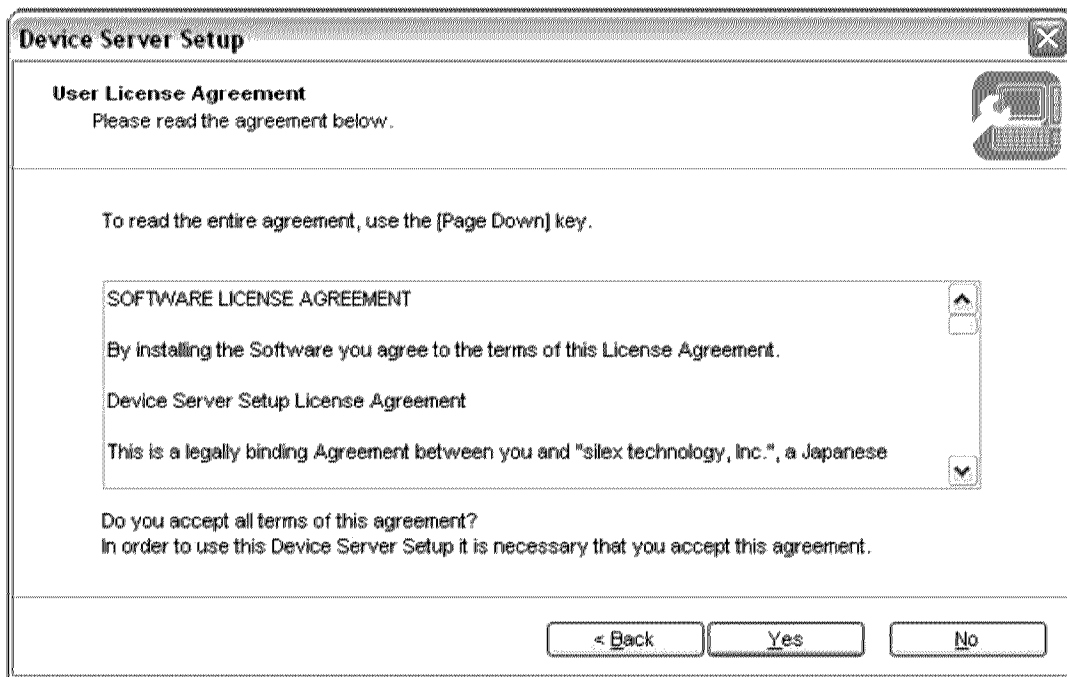 Device Server Setup
User License Agreement
Please read the agreement below.
To read the entire agreement, use the [Page Down] key.
SOFTWARE LICENSE AGREEMENT
By installing the Software you agree to the terms of this License Agreement.
Device Server Setup License Agreement
This is a legally binding Agreement between you and "silex technology, Inc.", a Japanese
Do you accept all terms of this agreement?
In order to use this Device Server Setup it is necessary that you accept this agreement.
< Back Yes No